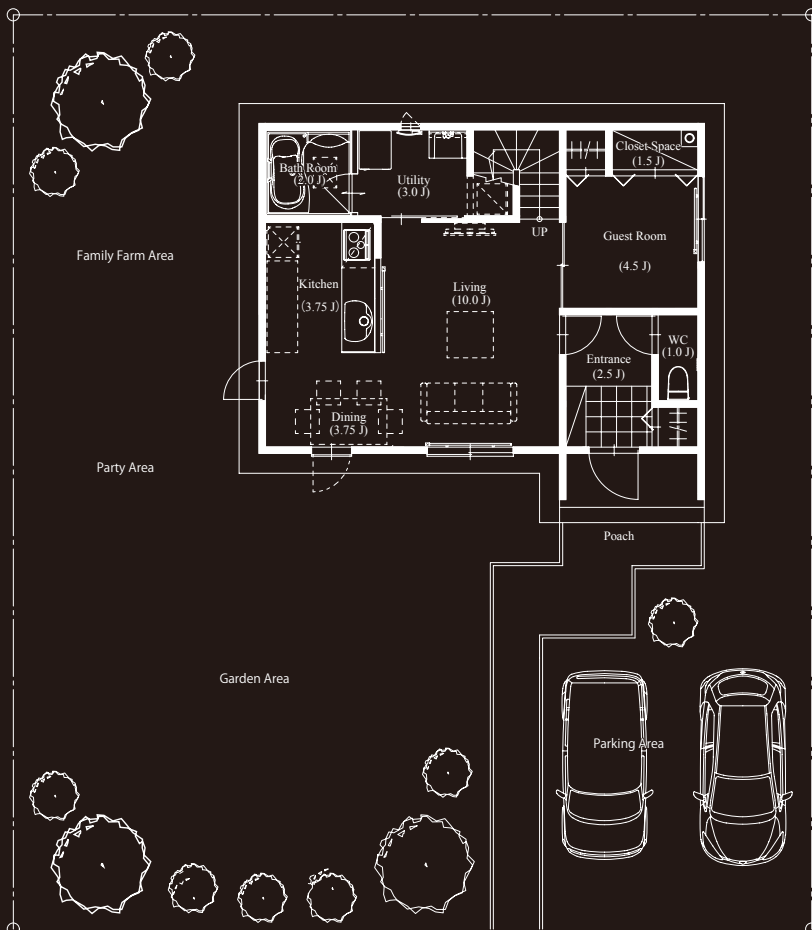 Closet Space
(1.5 J)
Bath Room
(2.0 J)
Utility
(3.0 J)
UP
Guest Room
(4.5 J)
Family Farm Area
Kitchen
(3.75 J)
Living
(10.0 J)
WC
(1.0 J)
Entrance
(2.5 J)
Dining
(3.75 J)
Party Area
Poach
Garden Area
Parking Area